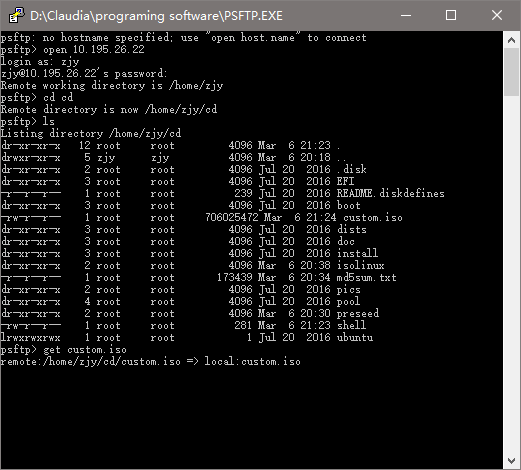 D:\Claudia\programing software\PSFTP.EXE
psftp: no hostname specified; use "open host.name" to connect
psftp> open 10.195.26.22
login as: zjy
zjy@10.195.26.22's password:
Remote working directory is /home/zjy
psftp> cd cd
Remote directory is now /home/zjy/cd
psftp> ls
Listing directory /home/zjy/cd
dr-xr-xr-x   12 root     root         4096 Mar  6 21:23 .
drwxr-xr-x    5 zjy      zjy          4096 Mar  6 20:18 ..
dr-xr-xr-x    2 root     root         4096 Jul 20  2016 .disk
dr-xr-xr-x    3 root     root         4096 Jul 20  2016 EFI
-r--r--r--    1 root     root          239 Jul 20  2016 README.diskdefines
dr-xr-xr-x    3 root     root         4096 Jul 20  2016 boot
-rw-r--r--    1 root     root     706025472 Mar  6 21:24 custom.iso
dr-xr-xr-x    3 root     root         4096 Jul 20  2016 dists
dr-xr-xr-x    3 root     root         4096 Jul 20  2016 doc
dr-xr-xr-x    3 root     root         4096 Jul 20  2016 install
dr-xr-xr-x    2 root     root         4096 Mar  6 20:38 isolinux
-r--r--r--    1 root     root       173439 Mar  6 20:34 md5sum.txt
dr-xr-xr-x    2 root     root         4096 Jul 20  2016 pics
dr-xr-xr-x    4 root     root         4096 Jul 20  2016 pool
dr-xr-xr-x    2 root     root         4096 Mar  6 20:30 preseed
-rw-r--r--    1 root     root          281 Mar  6 21:23 shell
lrwxrwxrwx    1 root     root            1 Jul 20  2016 ubuntu
psftp> get custom.iso
remote:/home/zjy/cd/custom.iso => local:custom.iso